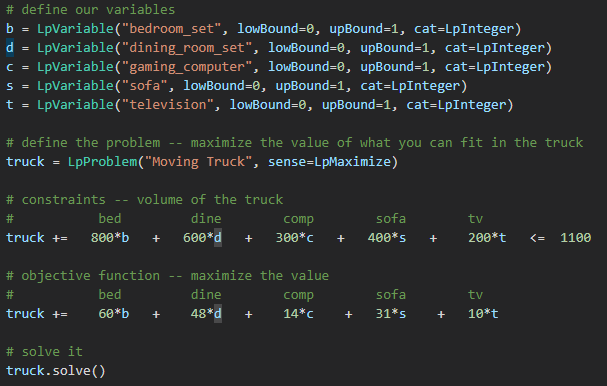 # define our variables
b = LpVariable("bedroom_set", lowBound=0, upBound=1, cat=LpInteger)
d = LpVariable("dining_room_set", lowBound=0, upBound=1, cat=LpInteger)
c = LpVariable("gaming_computer", lowBound=0, upBound=1, cat=LpInteger)
s = LpVariable("sofa", lowBound=0, upBound=1, cat=LpInteger)
t = LpVariable("television", lowBound=0, upBound=1, cat=LpInteger)
# define the problem -- maximize the value of what you can fit in the truck
truck = LpProblem("Moving Truck", sense=LpMaximize)
# constraints -- volume of the truck
# bed dine comp sofa tv
truck += 800*b + 600*d + 300*c + 400*s + 200*t <= 1100
# objective function -- maximize the value
# bed dine comp sofa tv
truck += 60*b + 48*d + 14*c + 31*s + 10*t
# solve it
truck.solve()